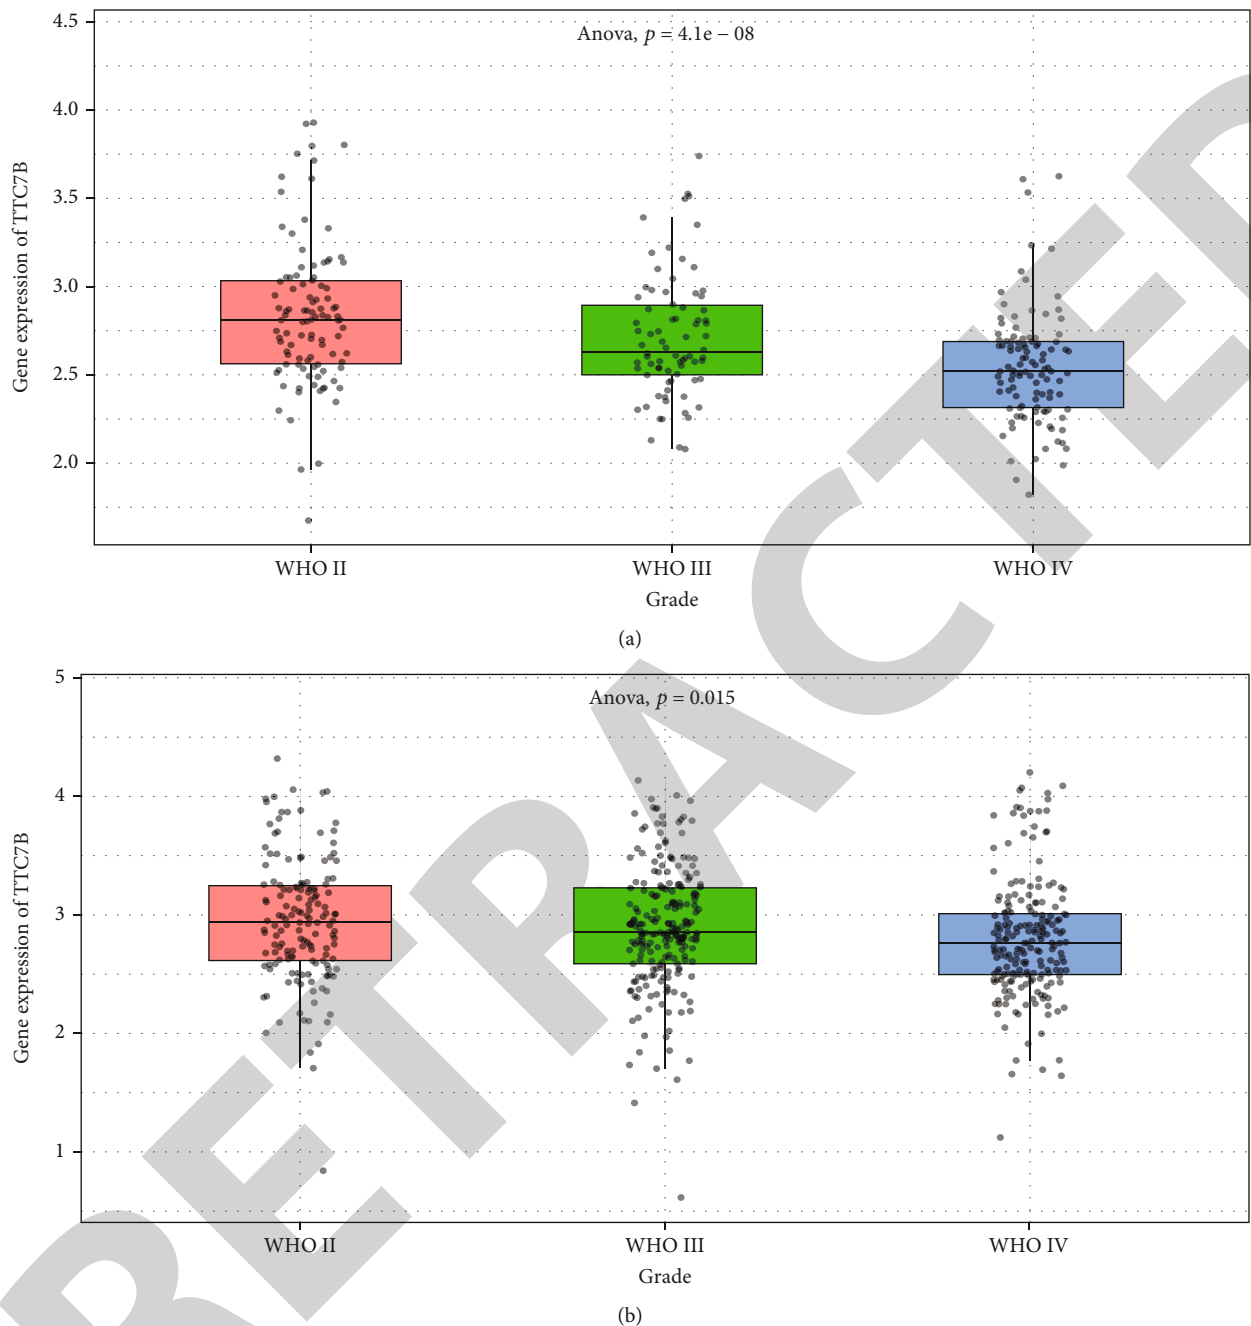 4.5
Anova, p = 4.1e − 08
4.0
3.5
3.0
2.5
2.0
Gene expression of TTC7B
WHO II
WHO III
WHO IV
Grade
(a)
5
Anova, p = 0.015
4
3
2
1
Gene expression of TTC7B
WHO II
WHO III
WHO IV
Grade
(b)
RETRACTED